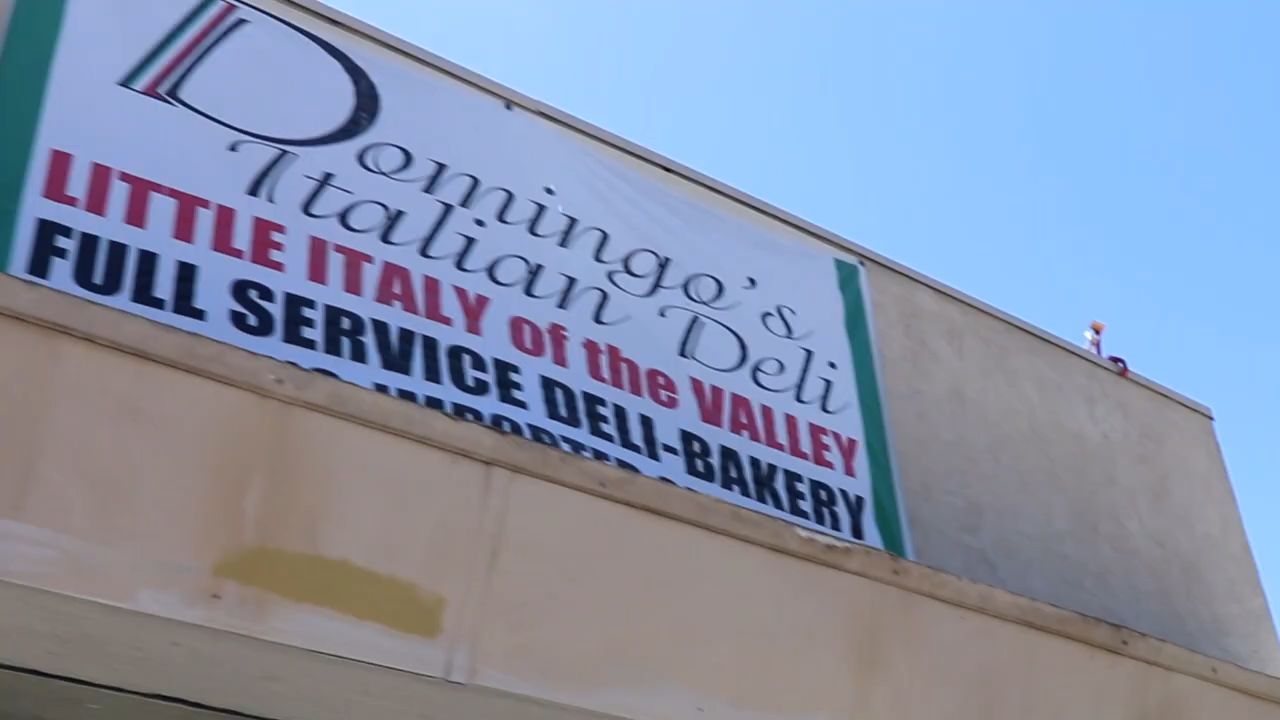 Domingo's
Italian Deli
LITTLE ITALY of the VALLEY
FULL SERVICE DELI-BAKERY